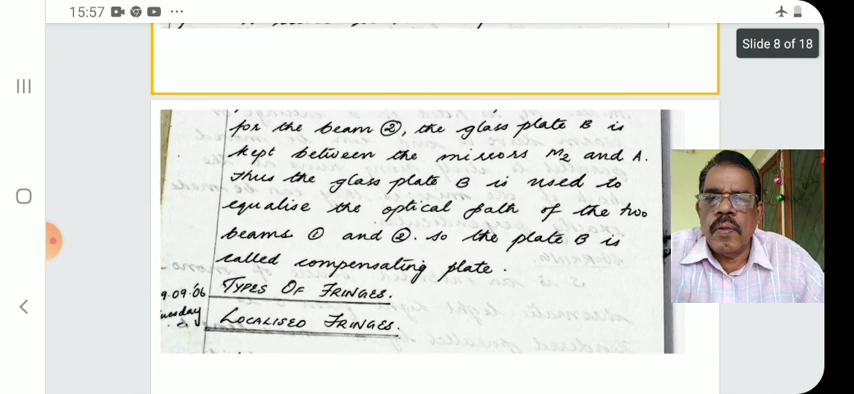 15:57
Slide 8 of 18
for the beam ②, the glass plate B is
kept between the mirrors M2 and A.
Thus the glass plate B is used to
equalise the optical path of the two
beams ① and ②. So the plate B is
called compensating plate.
9.09.'06 TYPES OF FRINGES.
LOCALISED FRINGES.